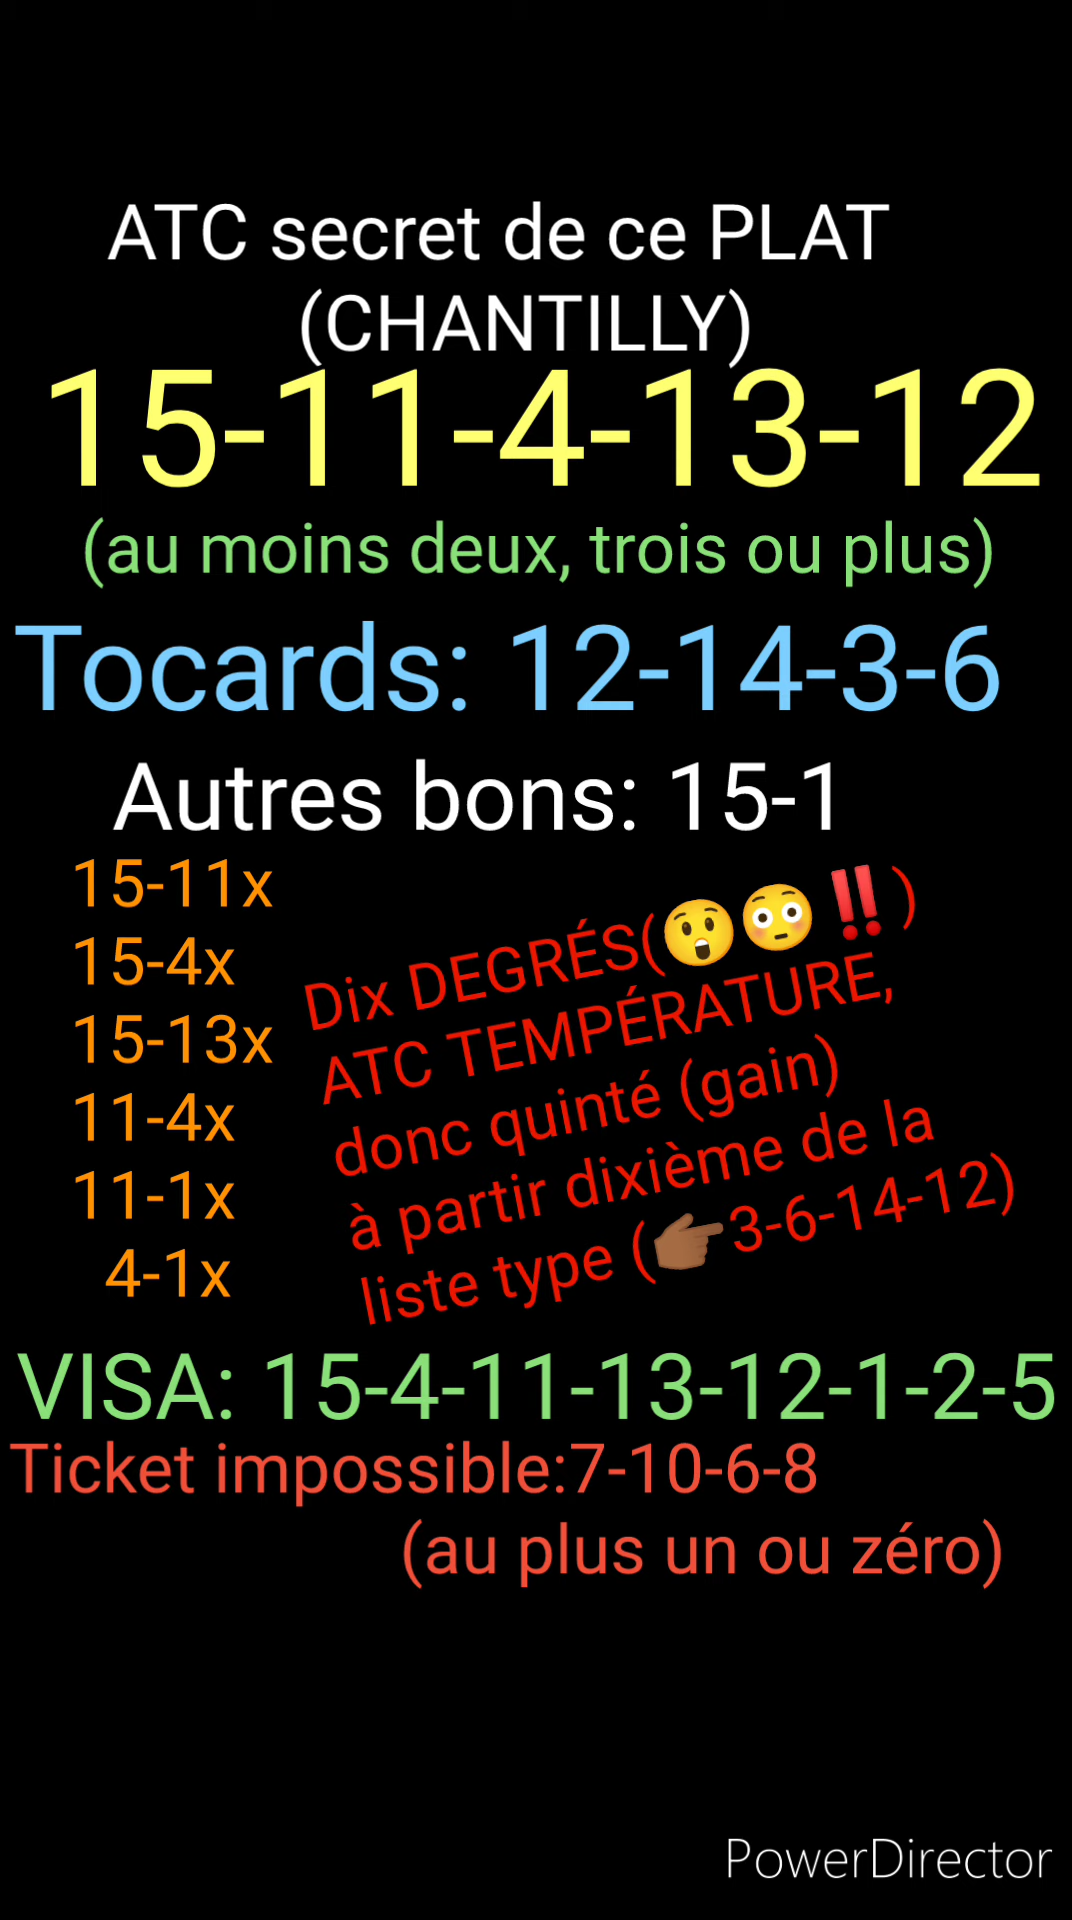 ATC secret de ce PLAT
(CHANTILLY)
15-11-4-13-12
(au moins deux, trois ou plus)
Tocards: 12-14-3-6
Autres bons: 15-1
15-11x
15-4x
15-13x
11-4x
11-1x
4-1x
Dix DEGRÉS(😲😳‼️)
ATC TEMPÉRATURE,
donc quinté (gain)
à partir dixième de la
liste type (👉🏾3-6-14-12)
VISA: 15-4-11-13-12-1-2-5
Ticket impossible:7-10-6-8
(au plus un ou zéro)
PowerDirector